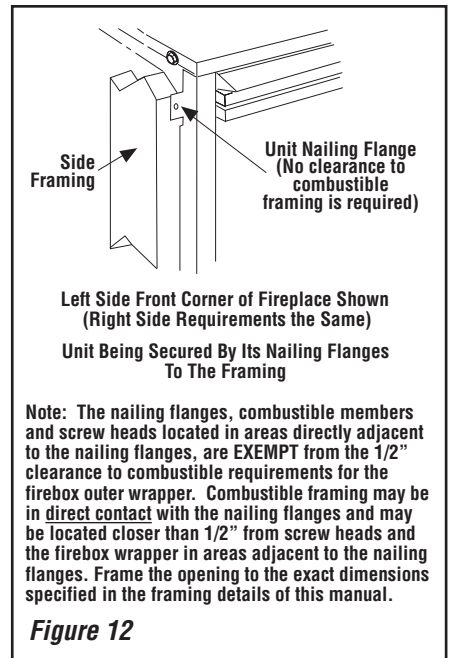 Side
Framing
Unit Nailing Flange
(No clearance to
combustible
framing is required)
Left Side Front Corner of Fireplace Shown
(Right Side Requirements the Same)
Unit Being Secured By Its Nailing Flanges
To The Framing
Note:  The nailing flanges, combustible members
and screw heads located in areas directly adjacent
to the nailing flanges, are EXEMPT from the 1/2”
clearance to combustible requirements for the
firebox outer wrapper.  Combustible framing may be
in direct contact with the nailing flanges and may
be located closer than 1/2” from screw heads and
the firebox wrapper in areas adjacent to the nailing
flanges. Frame the opening to the exact dimensions
specified in the framing details of this manual.
Figure 12